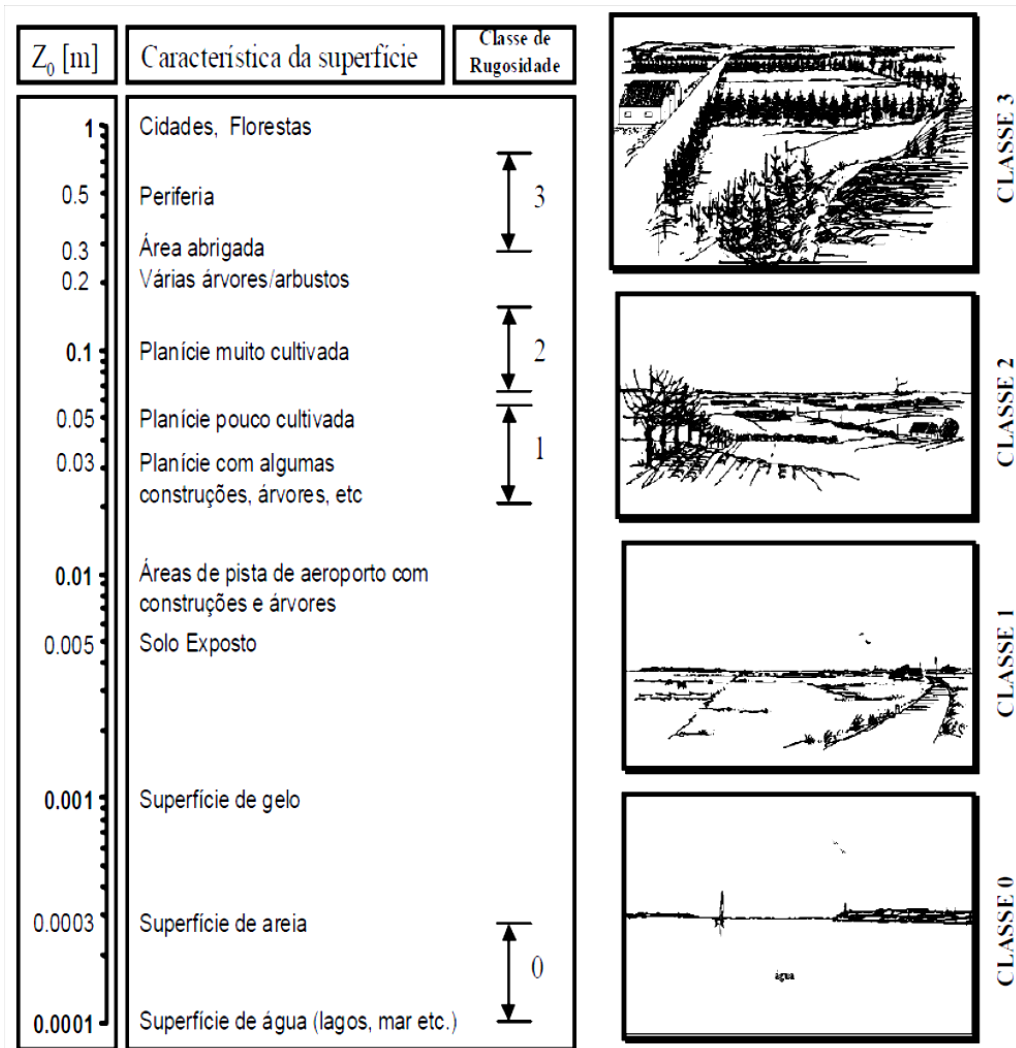 Z0 [m] Característica da superfície Classe de Rugosidade
1 Cidades, Florestas
0.5 Periferia 3
0.3 Área abrigada
0.2 Várias árvores/arbustos
0.1 Planície muito cultivada 2
0.05 Planície pouco cultivada
0.03 Planície com algumas construções, árvores, etc 1
0.01 Áreas de pista de aeroporto com construções e árvores
0.005 Solo Exposto
0.001 Superfície de gelo
0.0003 Superfície de areia
0
0.0001 Superfície de água (lagos, mar etc.)
CLASSE 3
CLASSE 2
CLASSE 1
CLASSE 0
água